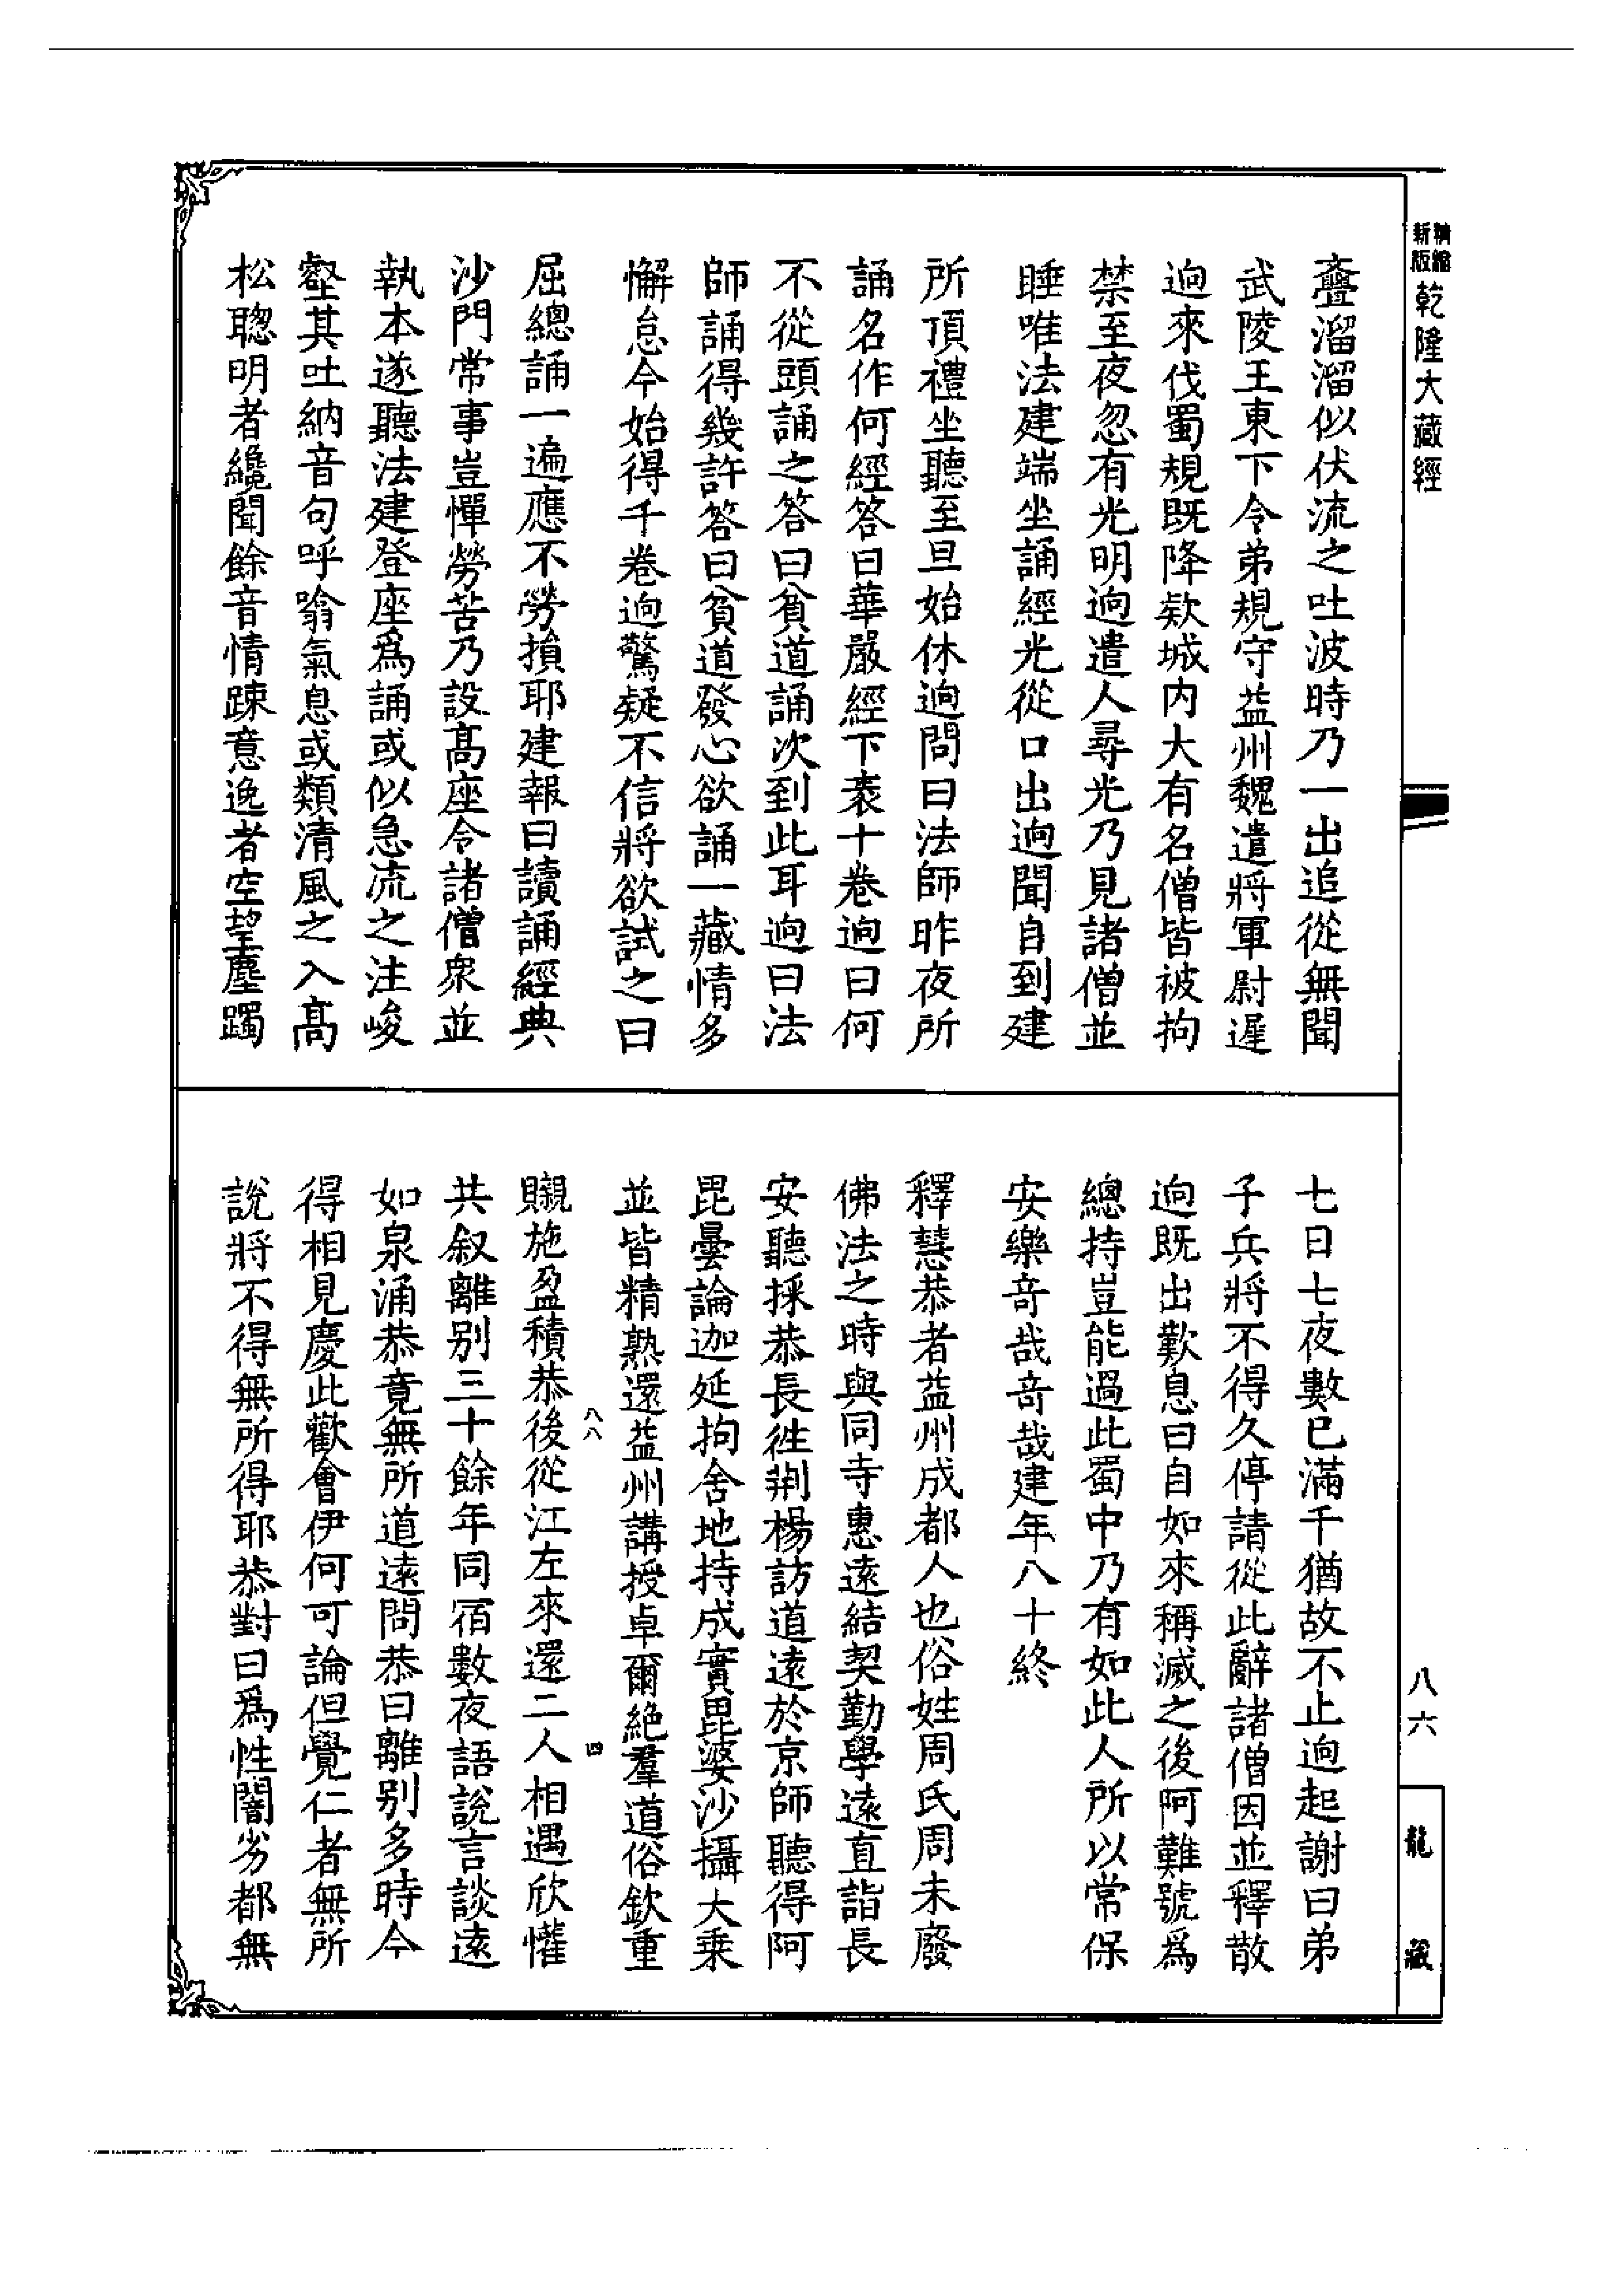 精縮新版乾隆大藏經
亹溜溜似伏流之吐波時乃一出追從無聞
武陵王東下令弟規守益州魏遣將軍尉遲
迥來伐蜀規既降欵城内大有名僧皆被拘
禁至夜忽有光明迥遣人尋光乃見諸僧並
睡唯法建端坐誦經光從口出迥聞自到建
所頂禮坐聽至旦始休迥問曰法師昨夜所
誦名作何經答曰華嚴經下袠十卷迥曰何
不從頭誦之答曰貧道誦次到此耳迥曰法
師誦得幾許答曰貧道發心欲誦一藏情多
懈怠今始得千卷迥驚疑不信將欲試之曰
屈總誦一遍應不勞損耶建報曰讀誦經典
沙門常事豈憚勞苦乃設髙座令諸僧衆並
執本遂聽法建登座爲誦或似急流之注峻
壑其吐納音句呼噏氣息或類清風之入髙
松聰明者纔聞餘音情踈意逸者空望塵躅
七日七夜數已滿千猶故不止迥起謝曰弟
子兵將不得久停請從此辭諸僧因並釋散
迥既出歎息曰自如來稱滅之後阿難號爲
總持豈能過此蜀中乃有如此人所以常保
安樂竒哉竒哉建年八十終
釋慧恭者益州成都人也俗姓周氏周未廢
佛法之時與同寺惠遠結契勤學遠直詣長
安聽採恭長徃荆楊訪道遠於京師聽得阿
毘曇論迦延拘舍地持成實毘婆沙攝大乗
並皆精熟還益州講授卓爾絶羣道俗欽重
八八 四
䞋施盈積恭後從江左來還二人相遇欣懽
共叙離别三十餘年同宿數夜語説言談遠
如泉涌恭竟無所道遠問恭曰離别多時今
得相見慶此歡會伊何可論但覺仁者無所
説將不得無所得耶恭對曰爲性闇劣都無
八六
龍藏